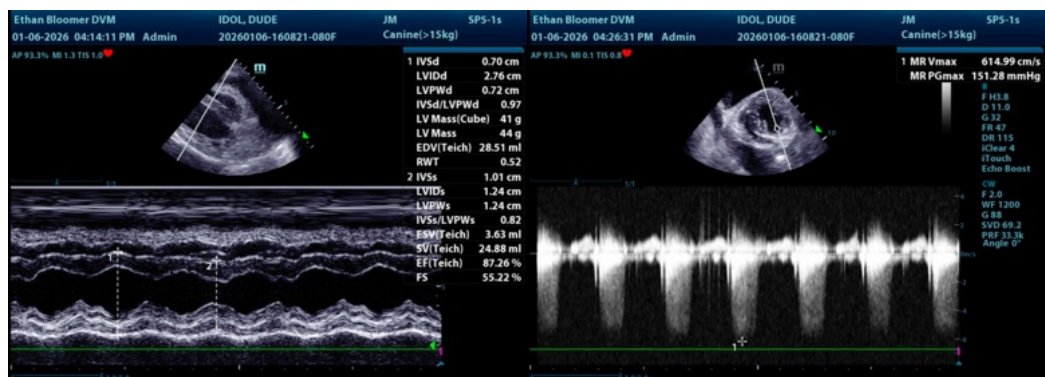 Ethan Bloomer DVM IDOL, DUDE JM SP5-1s
01-06-2026 04:14:11 PM Admin 20260106-160821-080F Canine(>15kg)
AP 93.3% MI 1.3 TIS 1.0
1 IVSd 0.70 cm
LVIDd 2.76 cm
LVPWd 0.72 cm
IVSd/LVPWd 0.97
LV Mass(Cube) 41 g
LV Mass 44 g
EDV(Teich) 28.51 ml
RWT 0.52
2 IVSs 1.01 cm
LVIDs 1.24 cm
LVPWs 1.24 cm
IVSs/LVPWs 0.82
ESV(Teich) 3.63 ml
SV(Teich) 24.88 ml
EF(Teich) 87.26 %
FS 55.22 %
m
1/1
1
2
Ethan Bloomer DVM IDOL, DUDE JM SP5-1s
01-06-2026 04:26:31 PM Admin 20260106-160821-080F Canine(>15kg)
AP 93.3% MI 0.1 TIS 0.8
1 MR Vmax 614.99 cm/s
MR PGmax 151.28 mmHg
B
F H3.8
D 11.0
G 32
FR 47
DR 115
iClear 4
iTouch
Echo Boost
CW
F 2.0
WF 1200
G 88
SVD 69.2
PRF 33.3k
Angle 0°
m
1/1
1